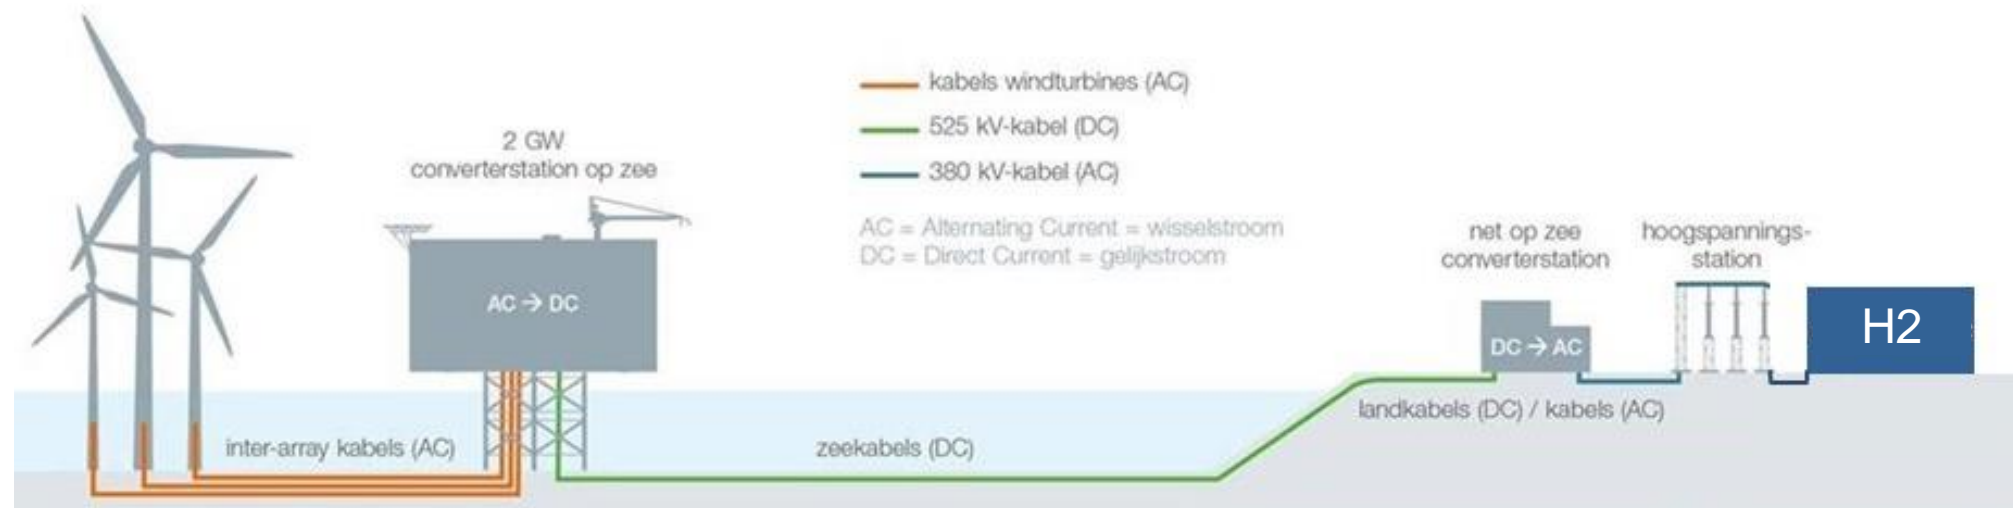 kabels windturbines (AC)
525 kV-kabel (DC)
380 kV-kabel (AC)
AC = Alternating Current = wisselstroom
DC = Direct Current = gelijkstroom
2 GW
converterstation op zee
AC → DC
net op zee
converterstation
hoogspannings-
station
DC → AC
H2
inter-array kabels (AC)
zeekabels (DC)
landkabels (DC) / kabels (AC)